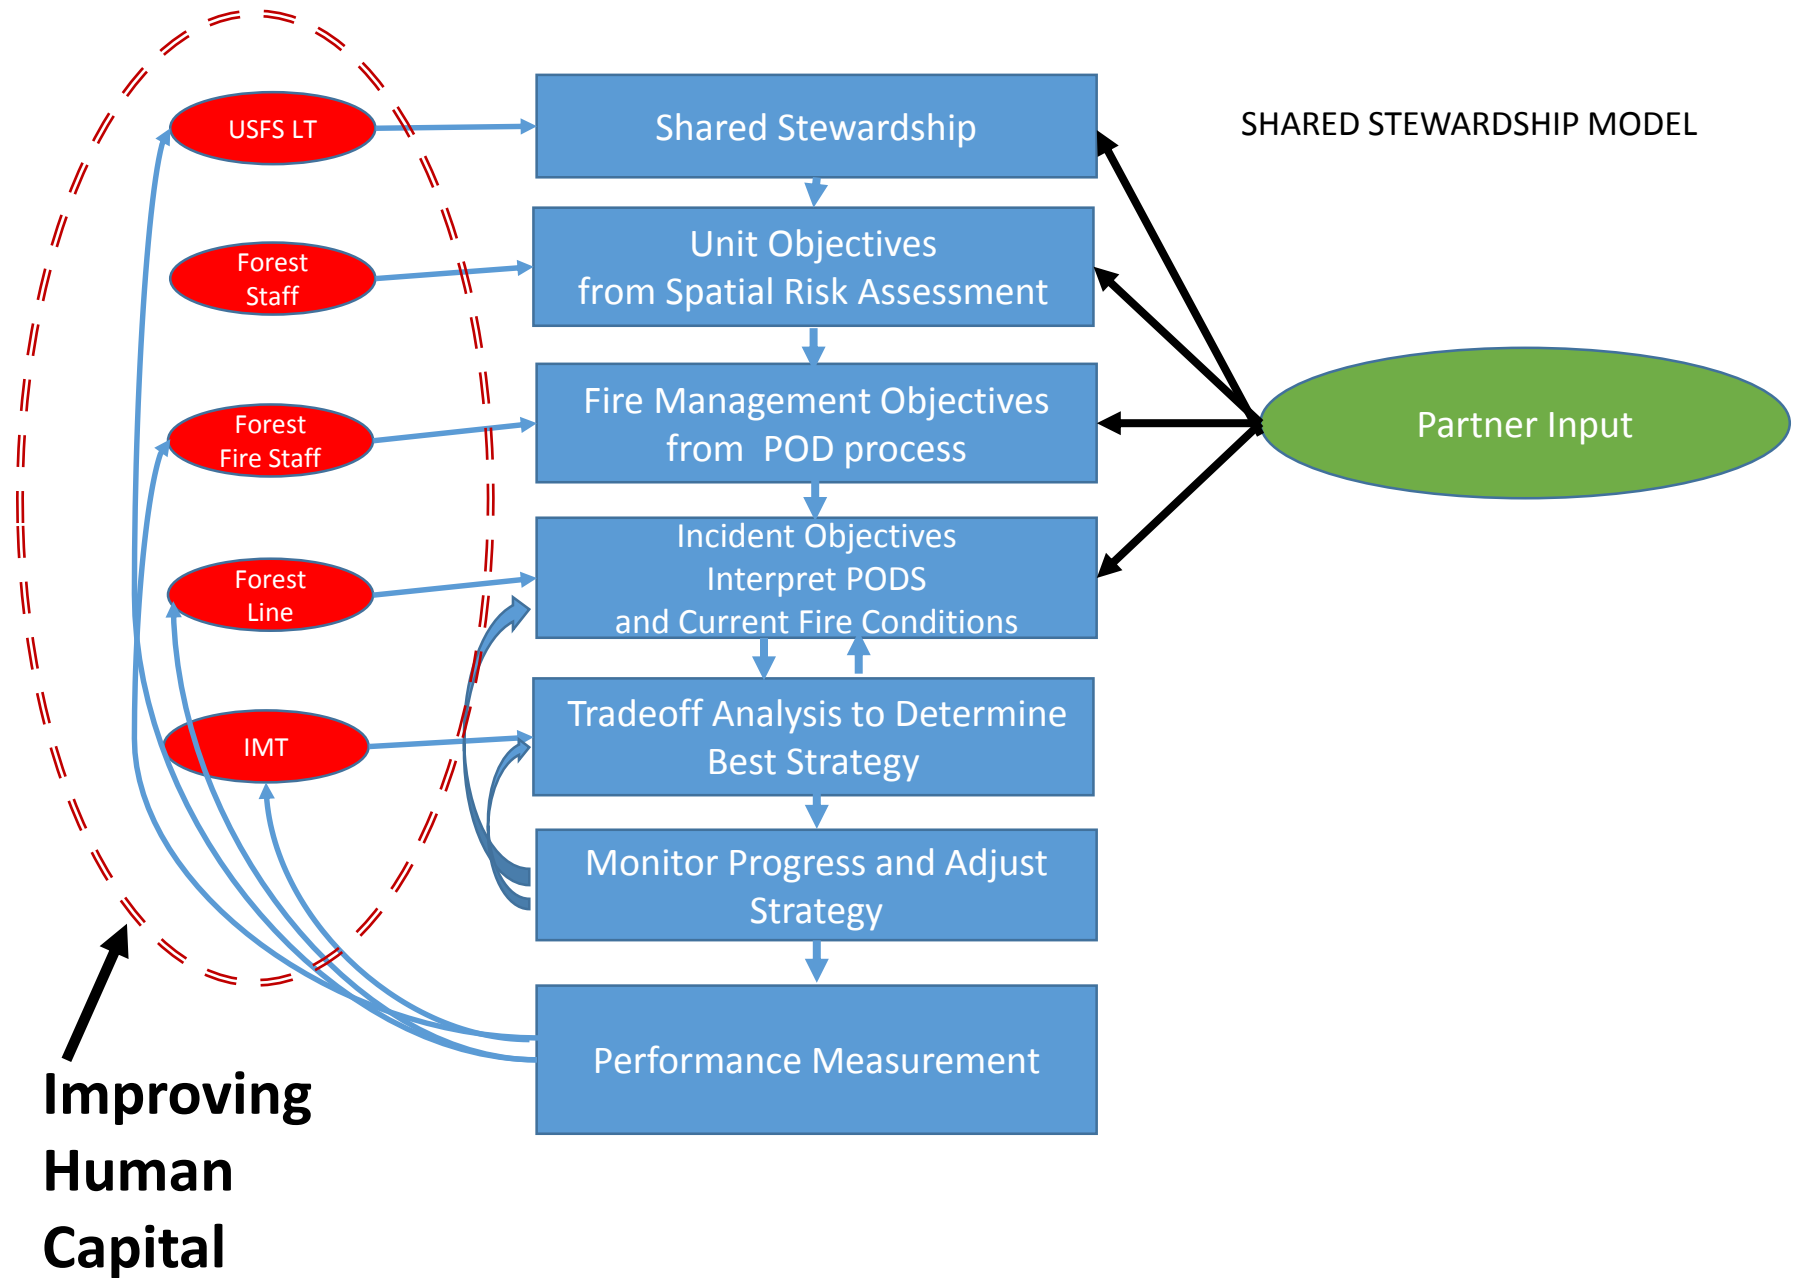 USFS LT
Shared Stewardship
SHARED STEWARDSHIP MODEL
Forest
Staff
Unit Objectives
from Spatial Risk Assessment
Forest
Fire Staff
Fire Management Objectives
from POD process
Partner Input
Forest
Line
Incident Objectives
Interpret PODS
and Current Fire Conditions
IMT
Tradeoff Analysis to Determine
Best Strategy
Monitor Progress and Adjust
Strategy
Performance Measurement
Improving
Human
Capital